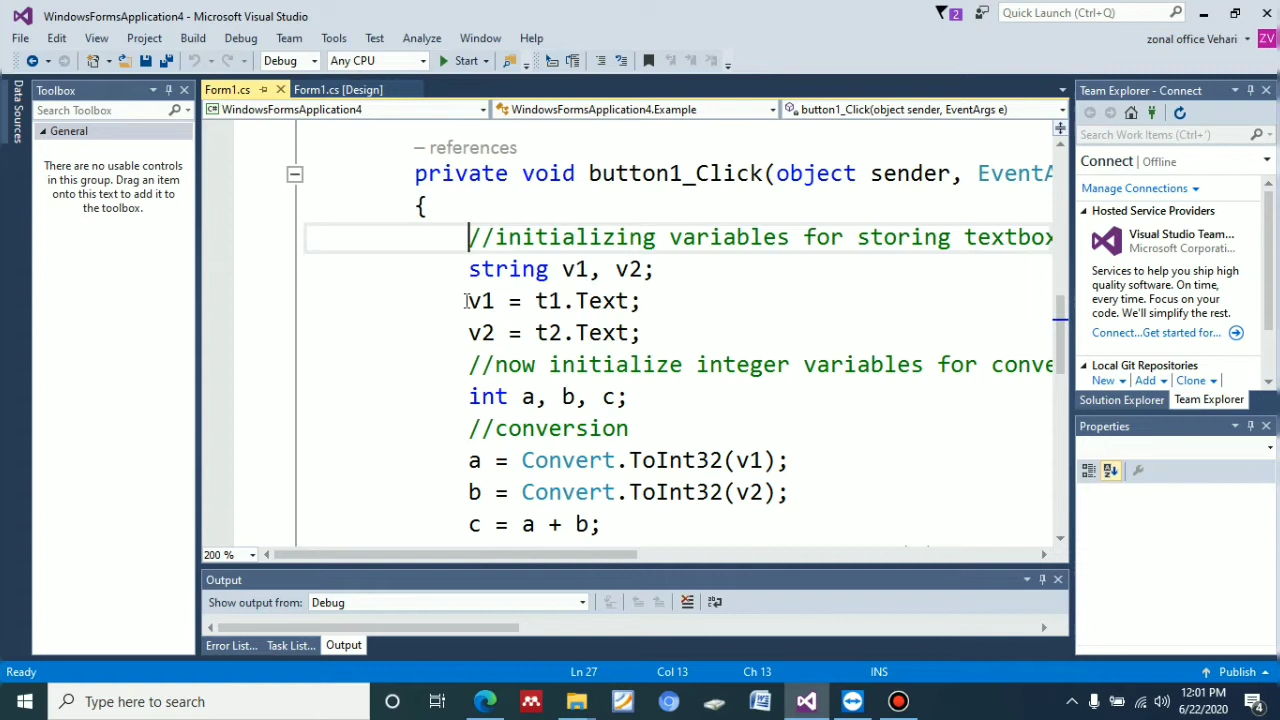 WindowsFormsApplication4 - Microsoft Visual Studio
2
Quick Launch (Ctrl+Q)
File Edit View Project Build Debug Team Tools Test Analyze Window Help
zonal office Vehari
ZV
Debug
Any CPU
Start
Data Sources
Toolbox
Search Toolbox
General
There are no usable controls
in this group. Drag an item
onto this text to add it to
the toolbox.
Form1.cs
Form1.cs [Design]
WindowsFormsApplication4
WindowsFormsApplication4.Example
button1_Click(object sender, EventArgs e)
– references
private void button1_Click(object sender, EventA
{
//initializing variables for storing textbox
string v1, v2;
v1 = t1.Text;
v2 = t2.Text;
//now initialize integer variables for conve
int a, b, c;
//conversion
a = Convert.ToInt32(v1);
b = Convert.ToInt32(v2);
c = a + b;
200 %
Output
Show output from: Debug
Error List...
Task List...
Output
Team Explorer - Connect
Search Work Items (Ctrl+')
Connect | Offline
Manage Connections
Hosted Service Providers
Visual Studio Team...
Microsoft Corporati...
Services to help you ship high
quality software. On time,
every time. Focus on your
code. We'll simplify the rest.
Connect...
Get started for...
Local Git Repositories
New | Add | Clone |
Solution Explorer
Team Explorer
Properties
Ready
Ln 27
Col 13
Ch 13
INS
Publish
Type here to search
12:01 PM
6/22/2020
4